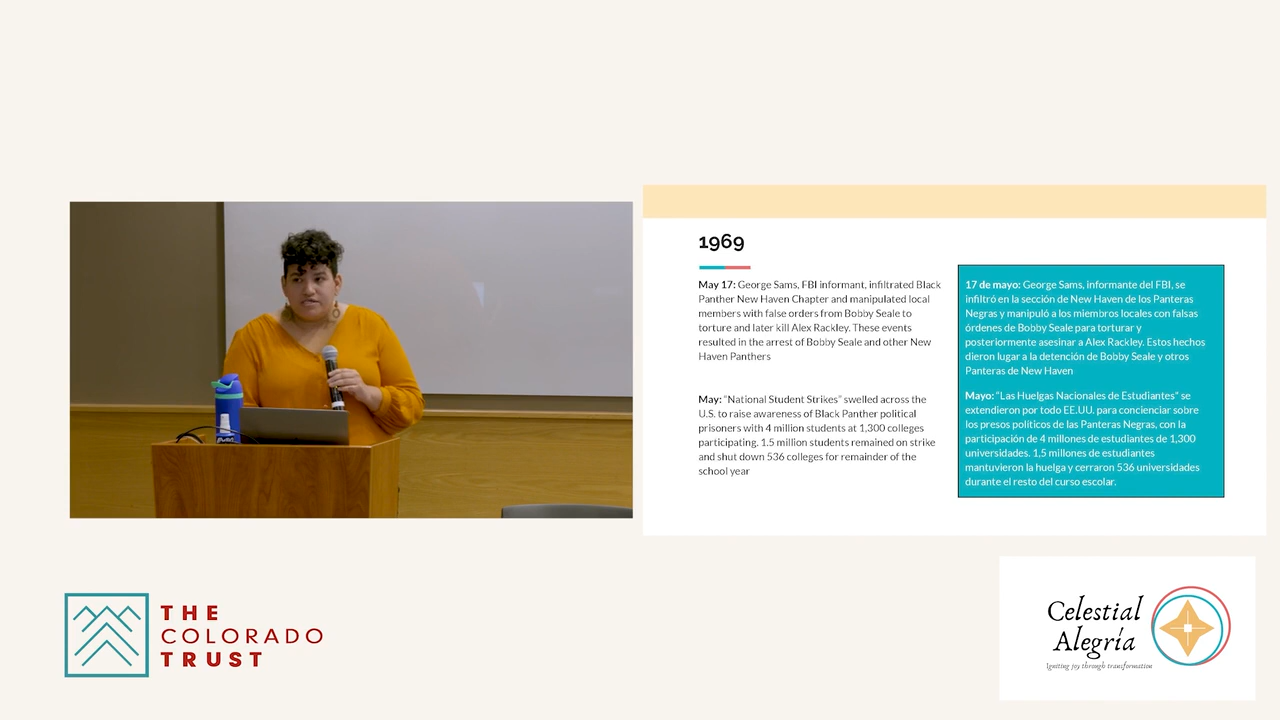 1969
May 17: George Sams, FBI informant, infiltrated Black
Panther New Haven Chapter and manipulated local
members with false orders from Bobby Seale to
torture and later kill Alex Rackley. These events
resulted in the arrest of Bobby Seale and other New
Haven Panthers
May: "National Student Strikes" swelled across the
U.S. to raise awareness of Black Panther political
prisoners with 4 million students at 1,300 colleges
participating. 1.5 million students remained on strike
and shut down 536 colleges for remainder of the
school year
17 de mayo: George Sams, informante del FBI, se
infiltró en la sección de New Haven de los Panteras
Negras y manipuló a los miembros locales con falsas
órdenes de Bobby Seale para torturar y
posteriormente asesinar a Alex Rackley. Estos hechos
dieron lugar a la detención de Bobby Seale y otros
Panteras de New Haven
Mayo: "Las Huelgas Nacionales de Estudiantes" se
extendieron por todo EE.UU. para concienciar sobre
los presos políticos de las Panteras Negras, con la
participación de 4 millones de estudiantes de 1,300
universidades. 1,5 millones de estudiantes
mantuvieron la huelga y cerraron 536 universidades
durante el resto del curso escolar.
THE
COLORADO
TRUST
Celestial
Alegría
Igniting joy through transformation